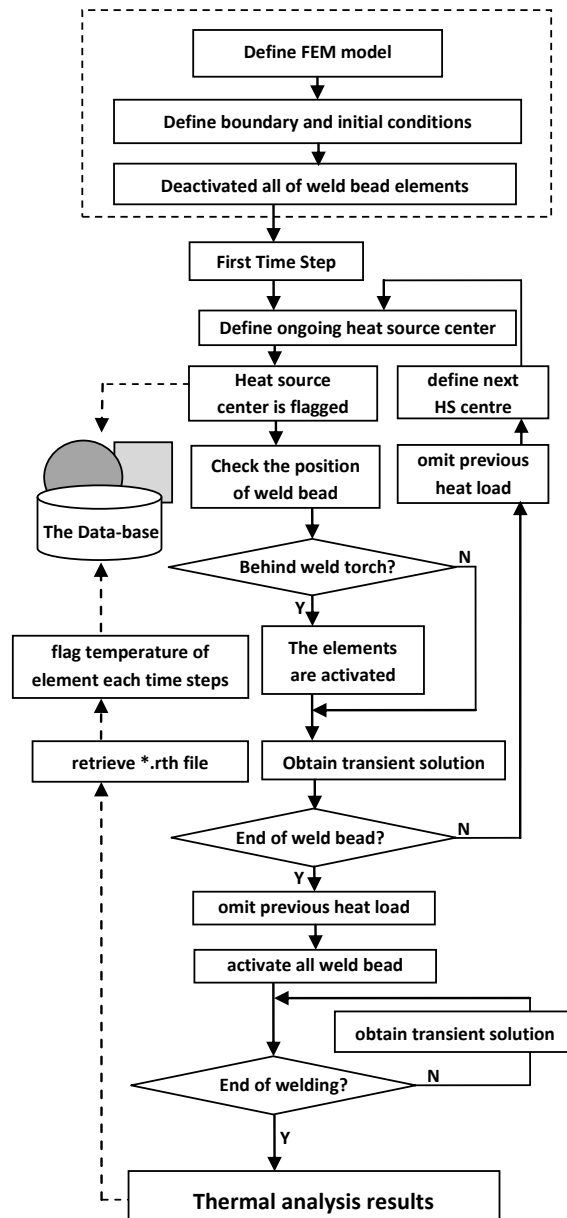 Define FEM model
Define boundary and initial conditions
Deactivated all of weld bead elements
First Time Step
Define ongoing heat source center
Heat source
center is flagged
define next
HS centre
Check the position
of weld bead
omit previous
heat load
The Data-base
Behind weld torch?
N
Y
The elements
are activated
flag temperature of
element each time steps
retrieve *.rth file
Obtain transient solution
End of weld bead?
N
Y
omit previous heat load
activate all weld bead
obtain transient solution
End of welding?
N
Y
Thermal analysis results